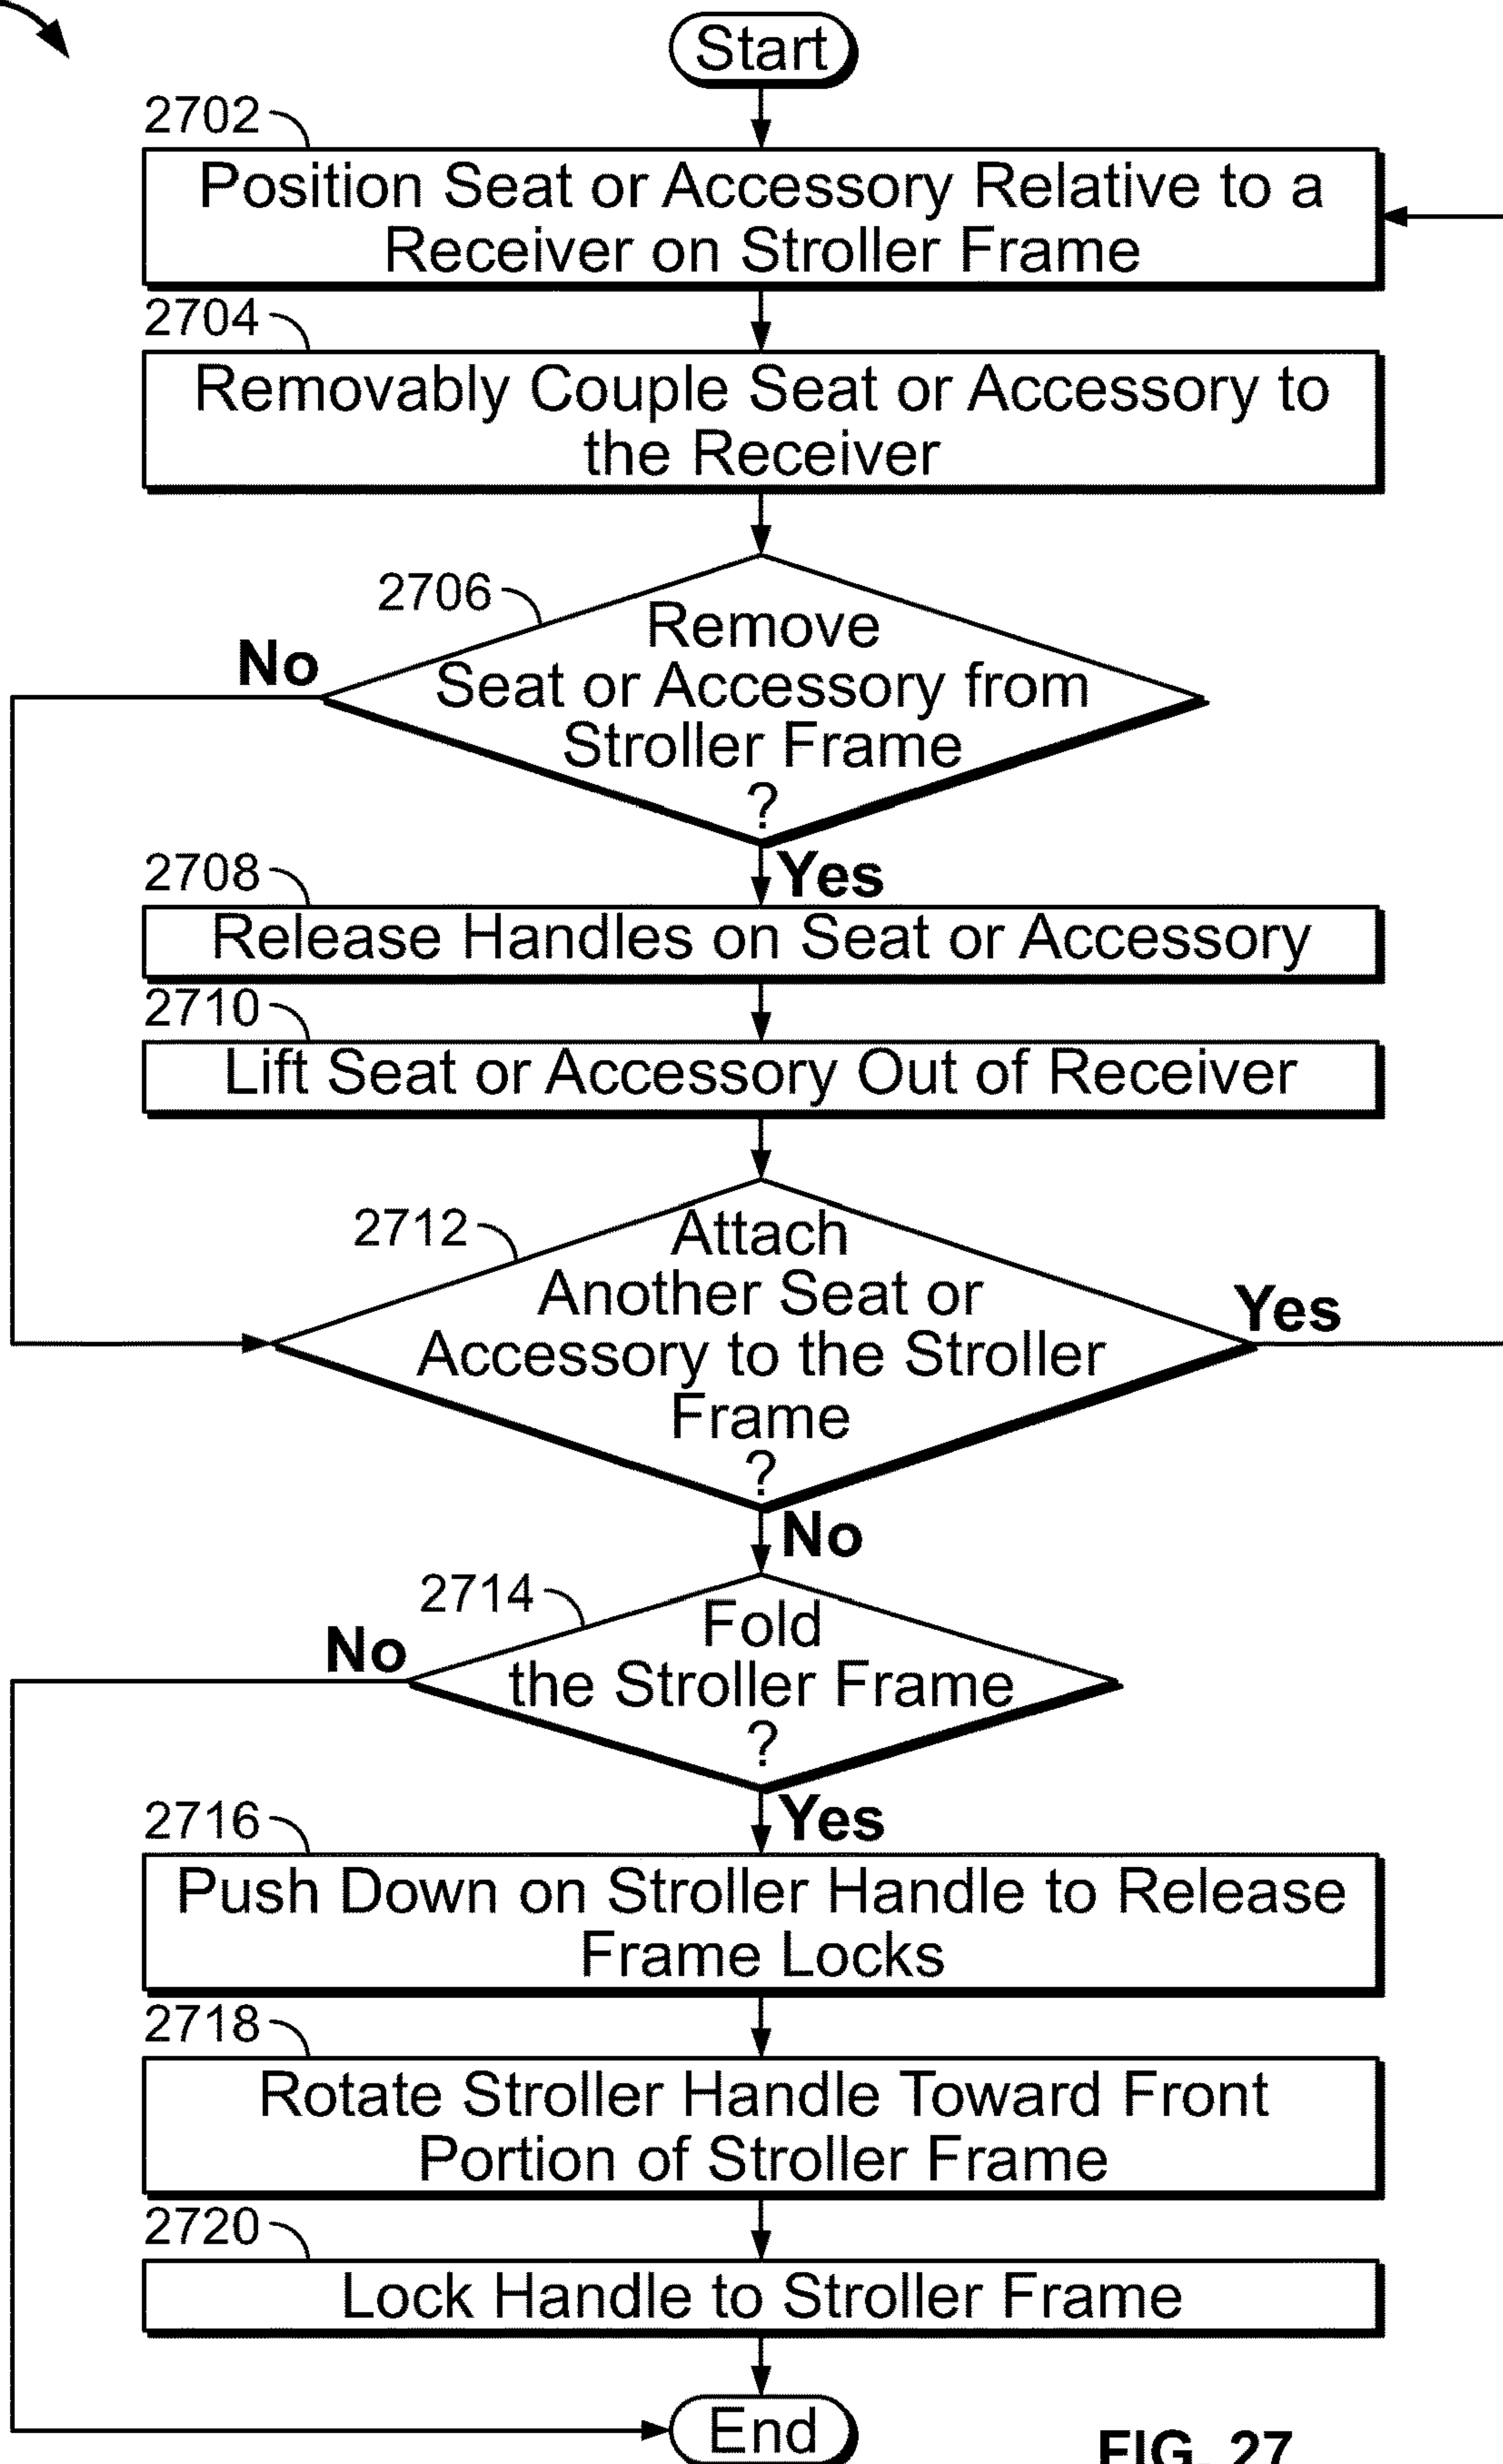 Start
2702
Position Seat or Accessory Relative to a
Receiver on Stroller Frame
2704
Removably Couple Seat or Accessory to
the Receiver
2706
Remove
No
Seat or Accessory from
Stroller Frame
?
Yes
2708
Release Handles on Seat or Accessory
2710
Lift Seat or Accessory Out of Receiver
2712
Attach
Another Seat or
Yes
Accessory to the Stroller
Frame
?
No
2714
Fold
No
the Stroller Frame
?
Yes
2716
Push Down on Stroller Handle to Release
Frame Locks
2718
Rotate Stroller Handle Toward Front
Portion of Stroller Frame
2720
Lock Handle to Stroller Frame
End
FIG. 27